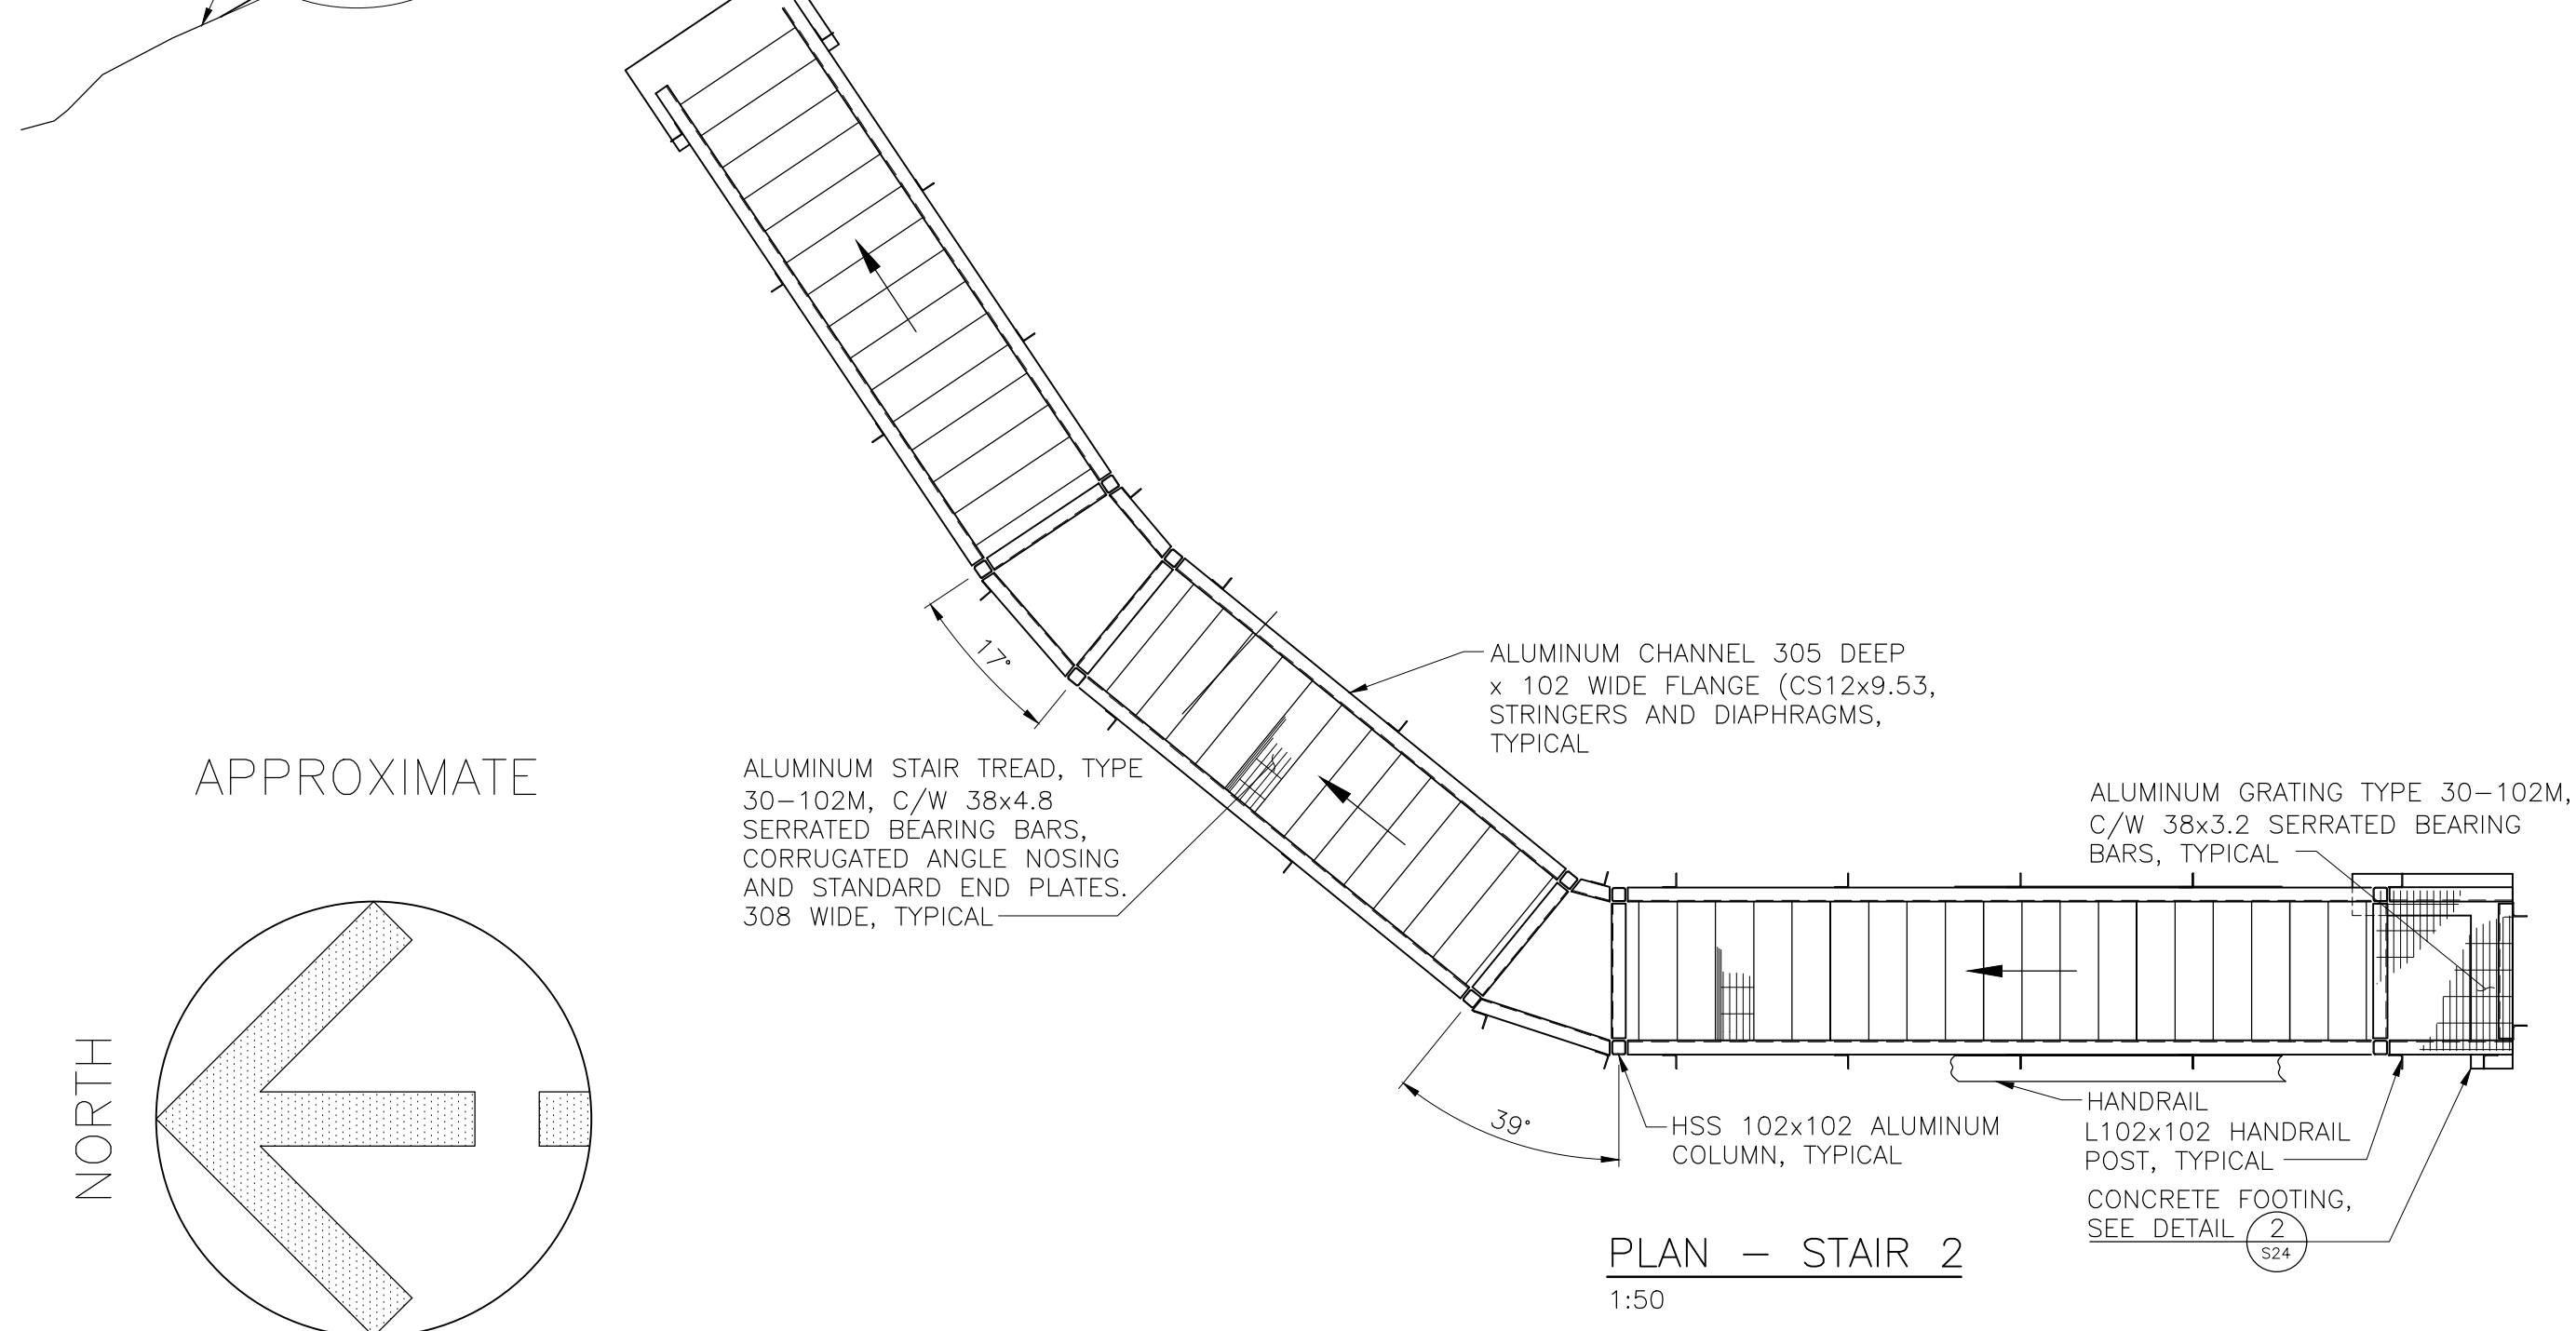 17°
ALUMINUM CHANNEL 305 DEEP
x 102 WIDE FLANGE (CS12x9.53,
STRINGERS AND DIAPHRAGMS,
TYPICAL
APPROXIMATE
NORTH
ALUMINUM STAIR TREAD, TYPE
30-102M, C/W 38x4.8
SERRATED BEARING BARS,
CORRUGATED ANGLE NOSING
AND STANDARD END PLATES.
308 WIDE, TYPICAL
ALUMINUM GRATING TYPE 30-102M,
C/W 38x3.2 SERRATED BEARING
BARS, TYPICAL
39°
HSS 102x102 ALUMINUM
COLUMN, TYPICAL
HANDRAIL
L102x102 HANDRAIL
POST, TYPICAL
CONCRETE FOOTING,
SEE DETAIL 2
S24
PLAN - STAIR 2
1:50